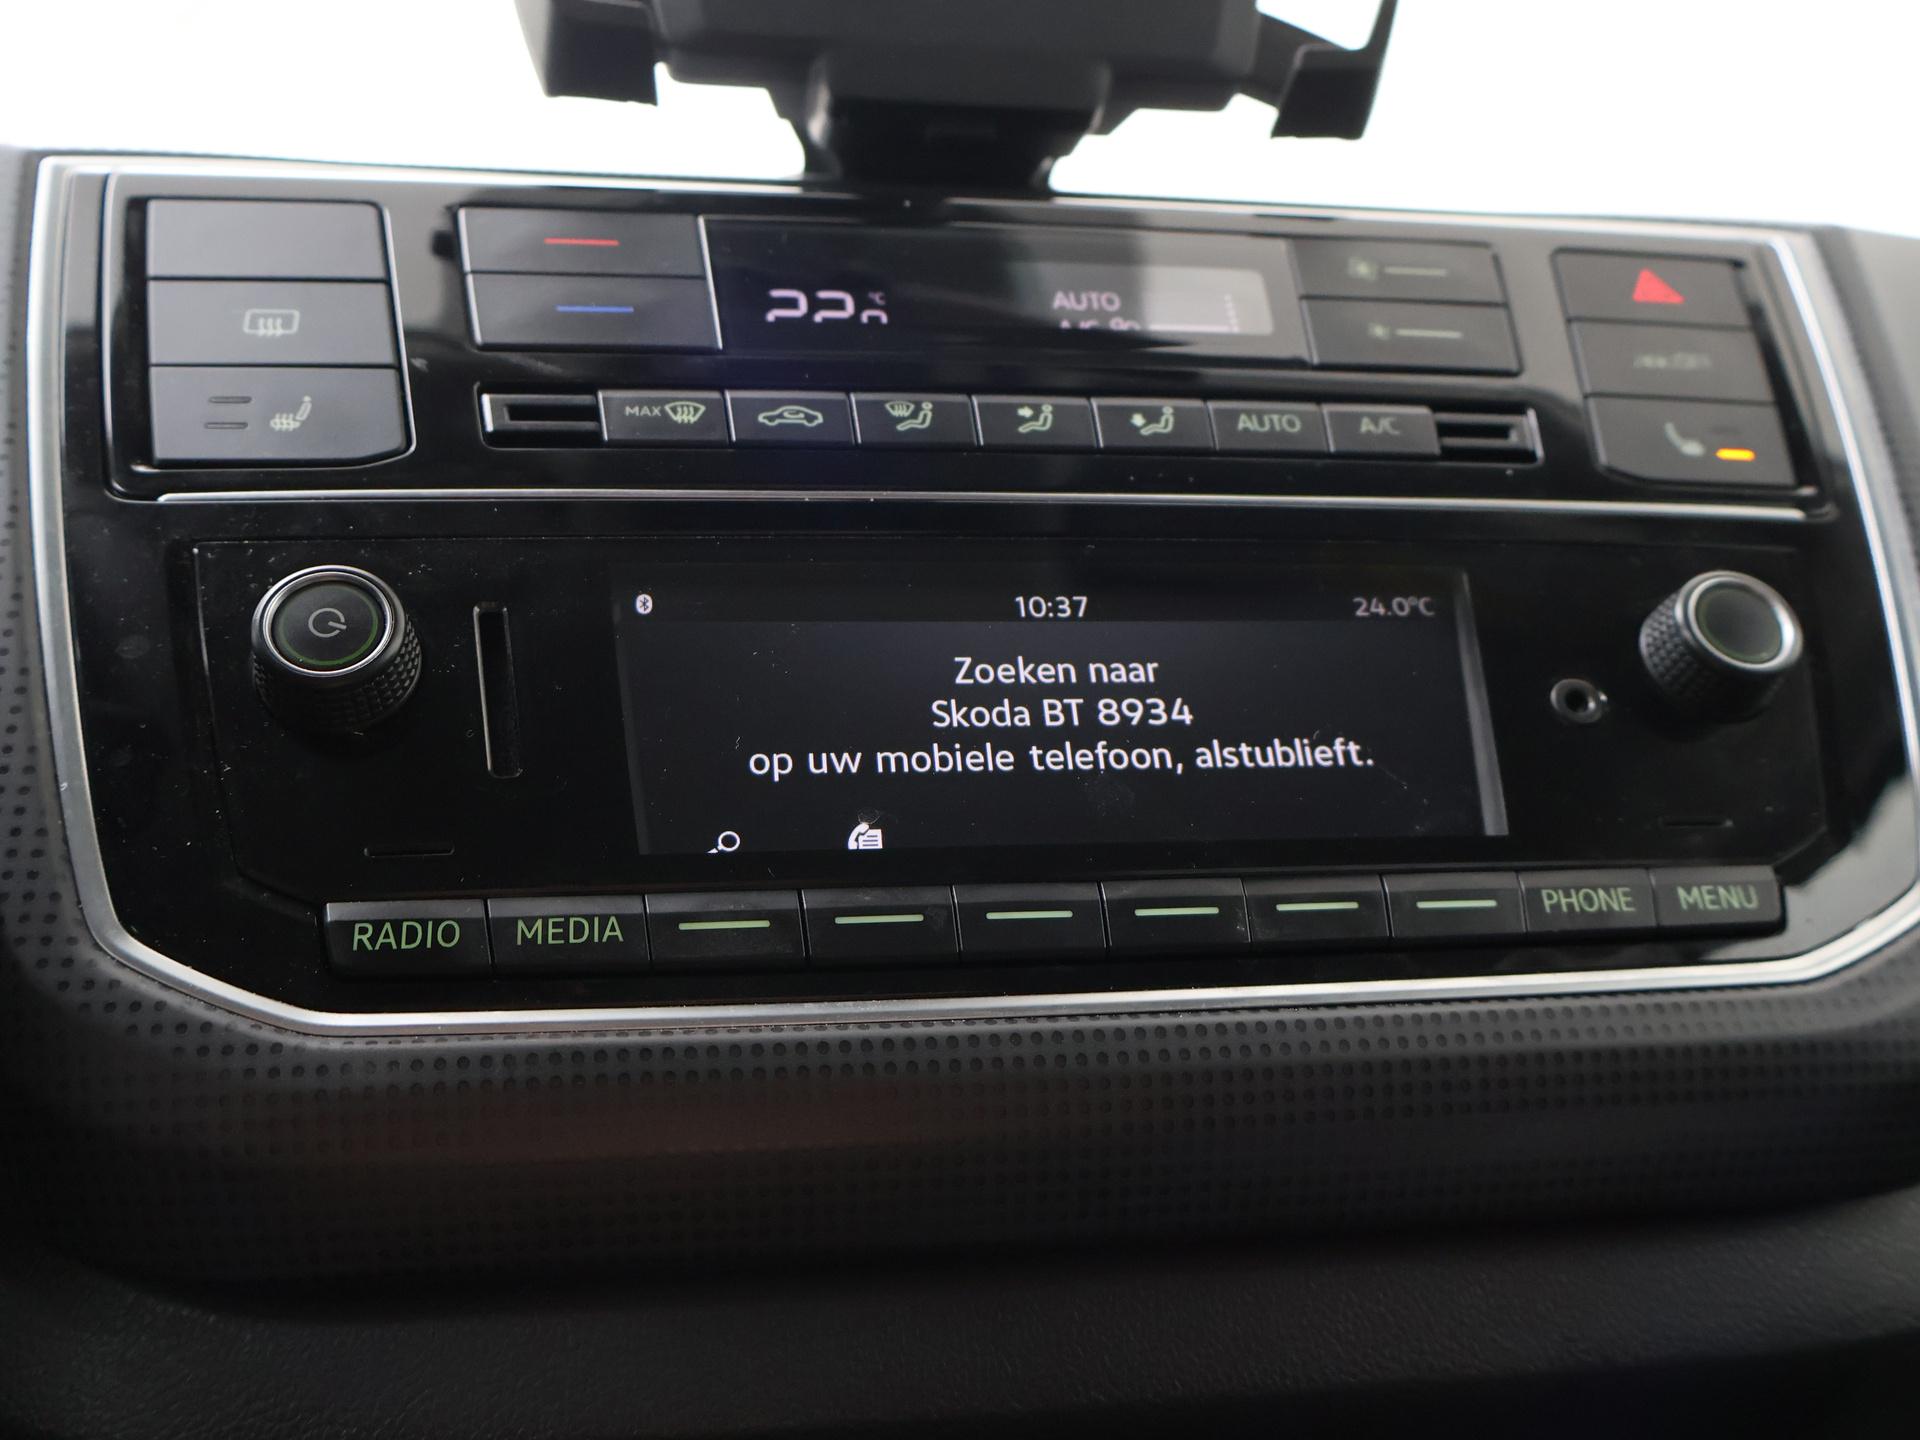 22.0 °C
AUTO
MAX
AUTO
A/C
10:37
24.0°C
Zoeken naar
Skoda BT 8934
op uw mobiele telefoon, alstublieft.
RADIO
MEDIA
PHONE
MENU